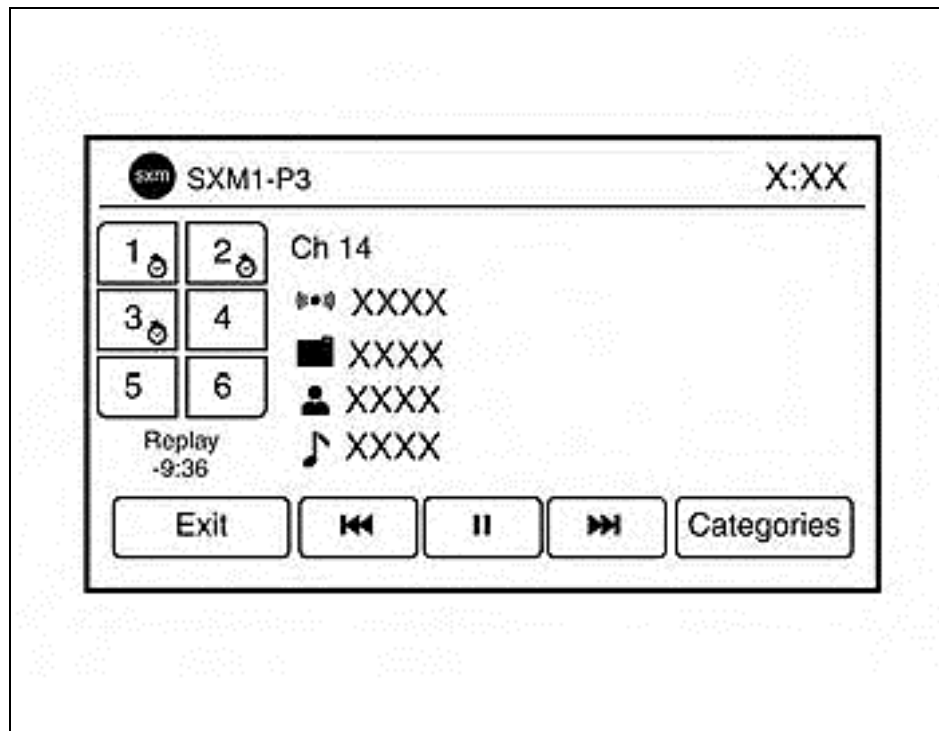 sxm SXM1-P3 X:XX
1 2 Ch 14
XXXX
3 4
XXXX
5 6 XXXX
Replay XXXX
-9:36
Exit Categories